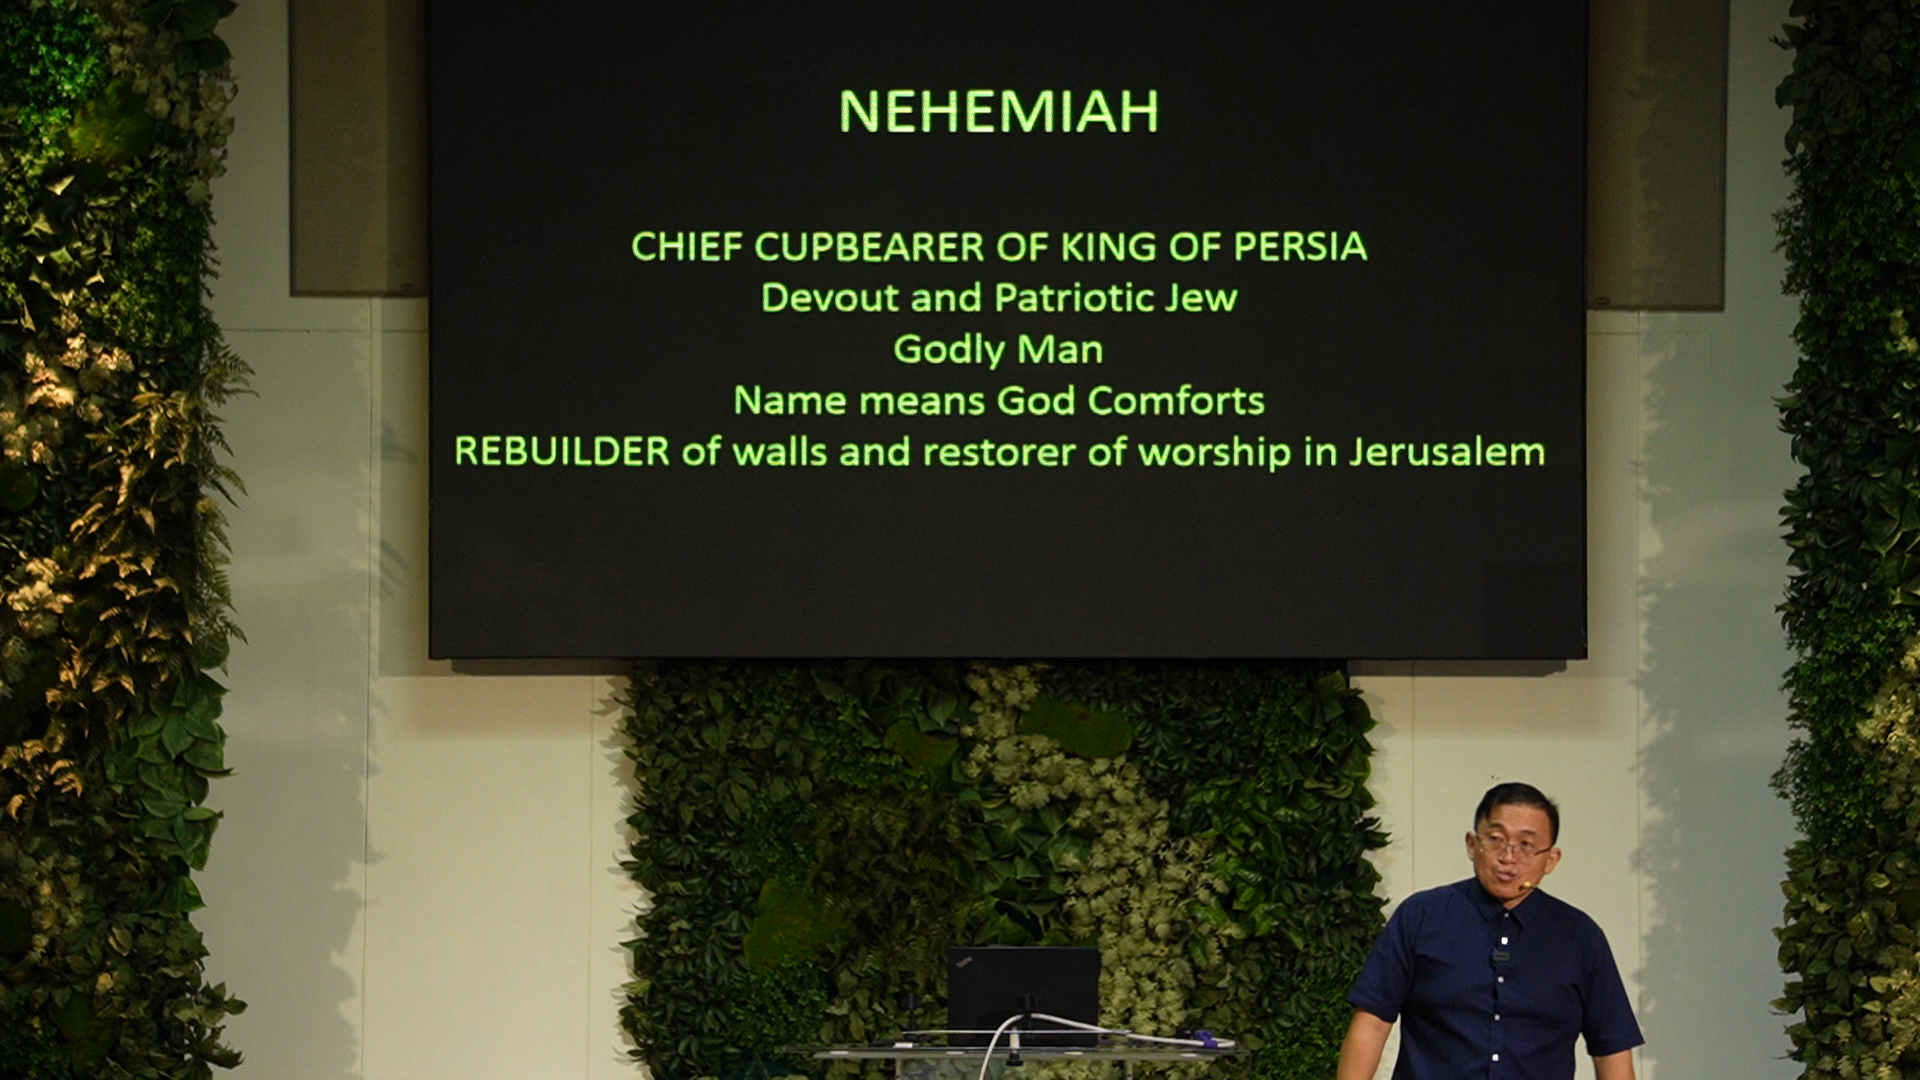 NEHEMIAH
CHIEF CUPBEARER OF KING OF PERSIA
Devout and Patriotic Jew
Godly Man
Name means God Comforts
REBUILDER of walls and restorer of worship in Jerusalem